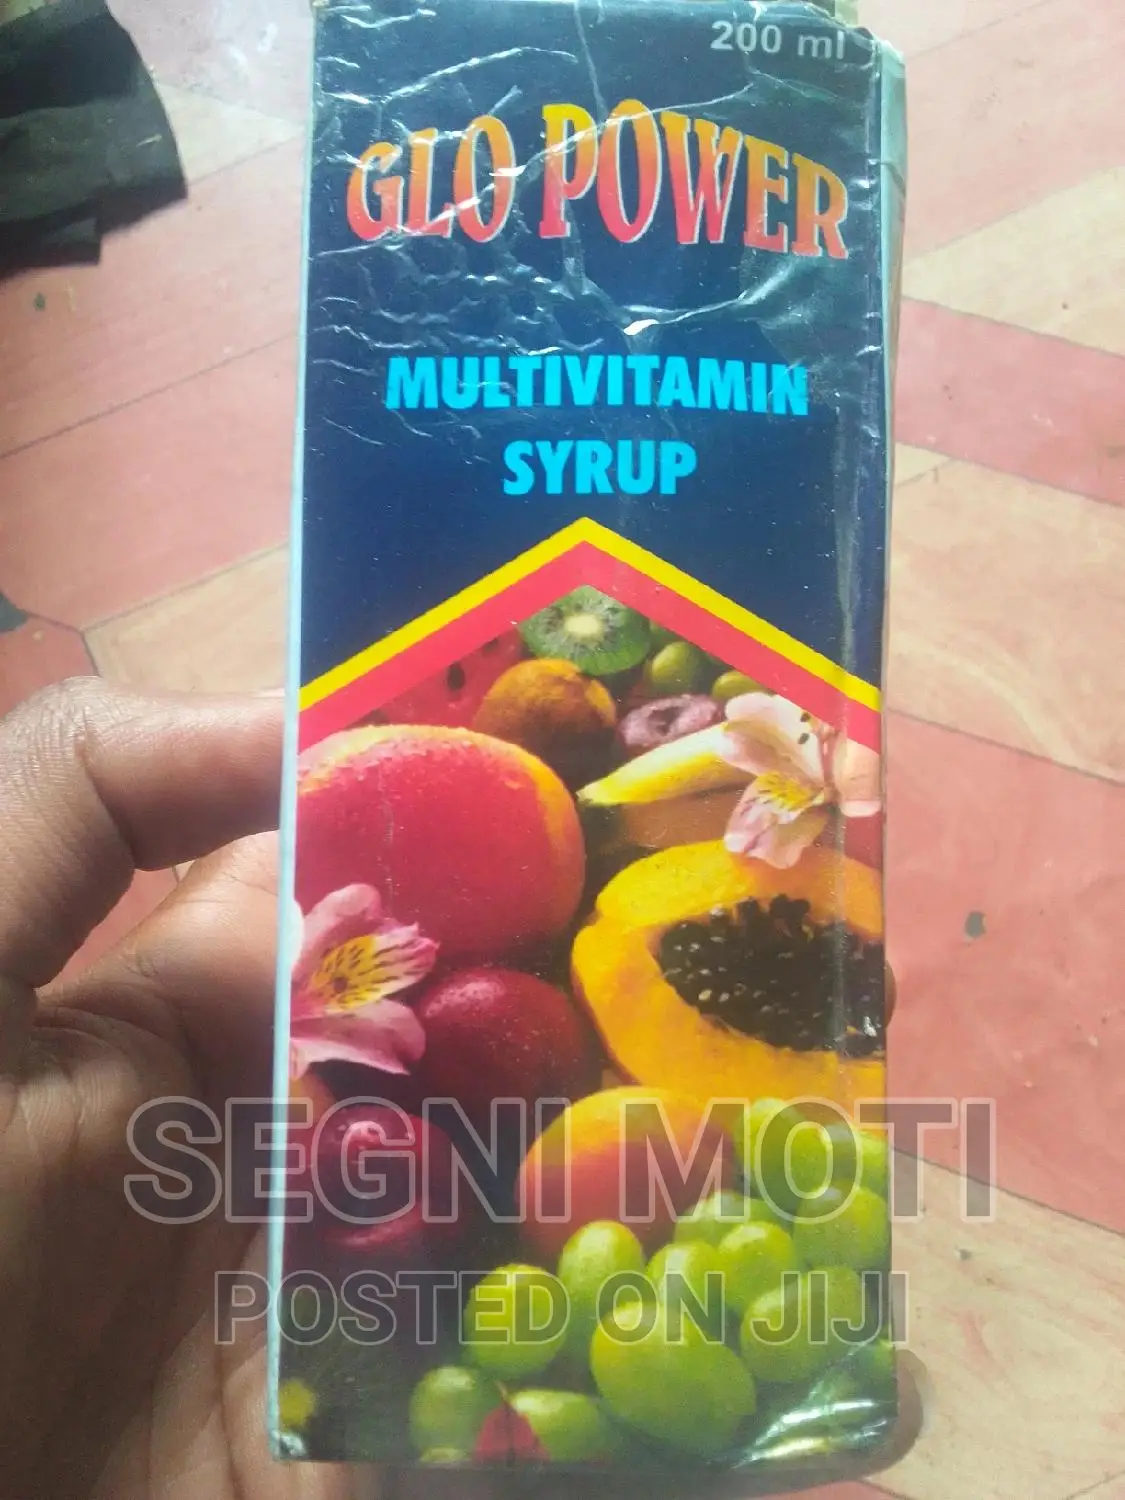 200 ml
GLO POWER
MULTIVITAMIN
SYRUP
SEGNI MOTI
POSTED ON JIJI